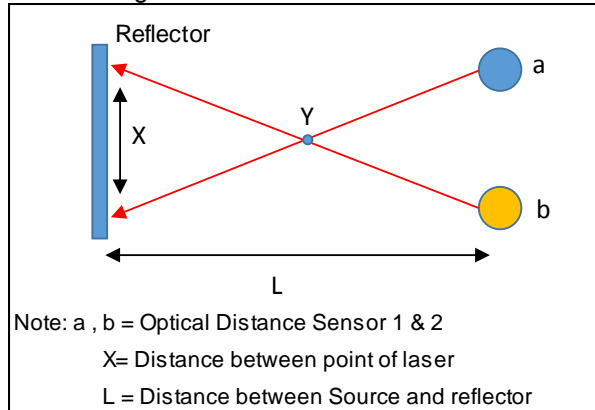 Reflector
a
Y
X
b
L
Note: a , b = Optical Distance Sensor 1 & 2
X= Distance between point of laser
L = Distance between Source and reflector